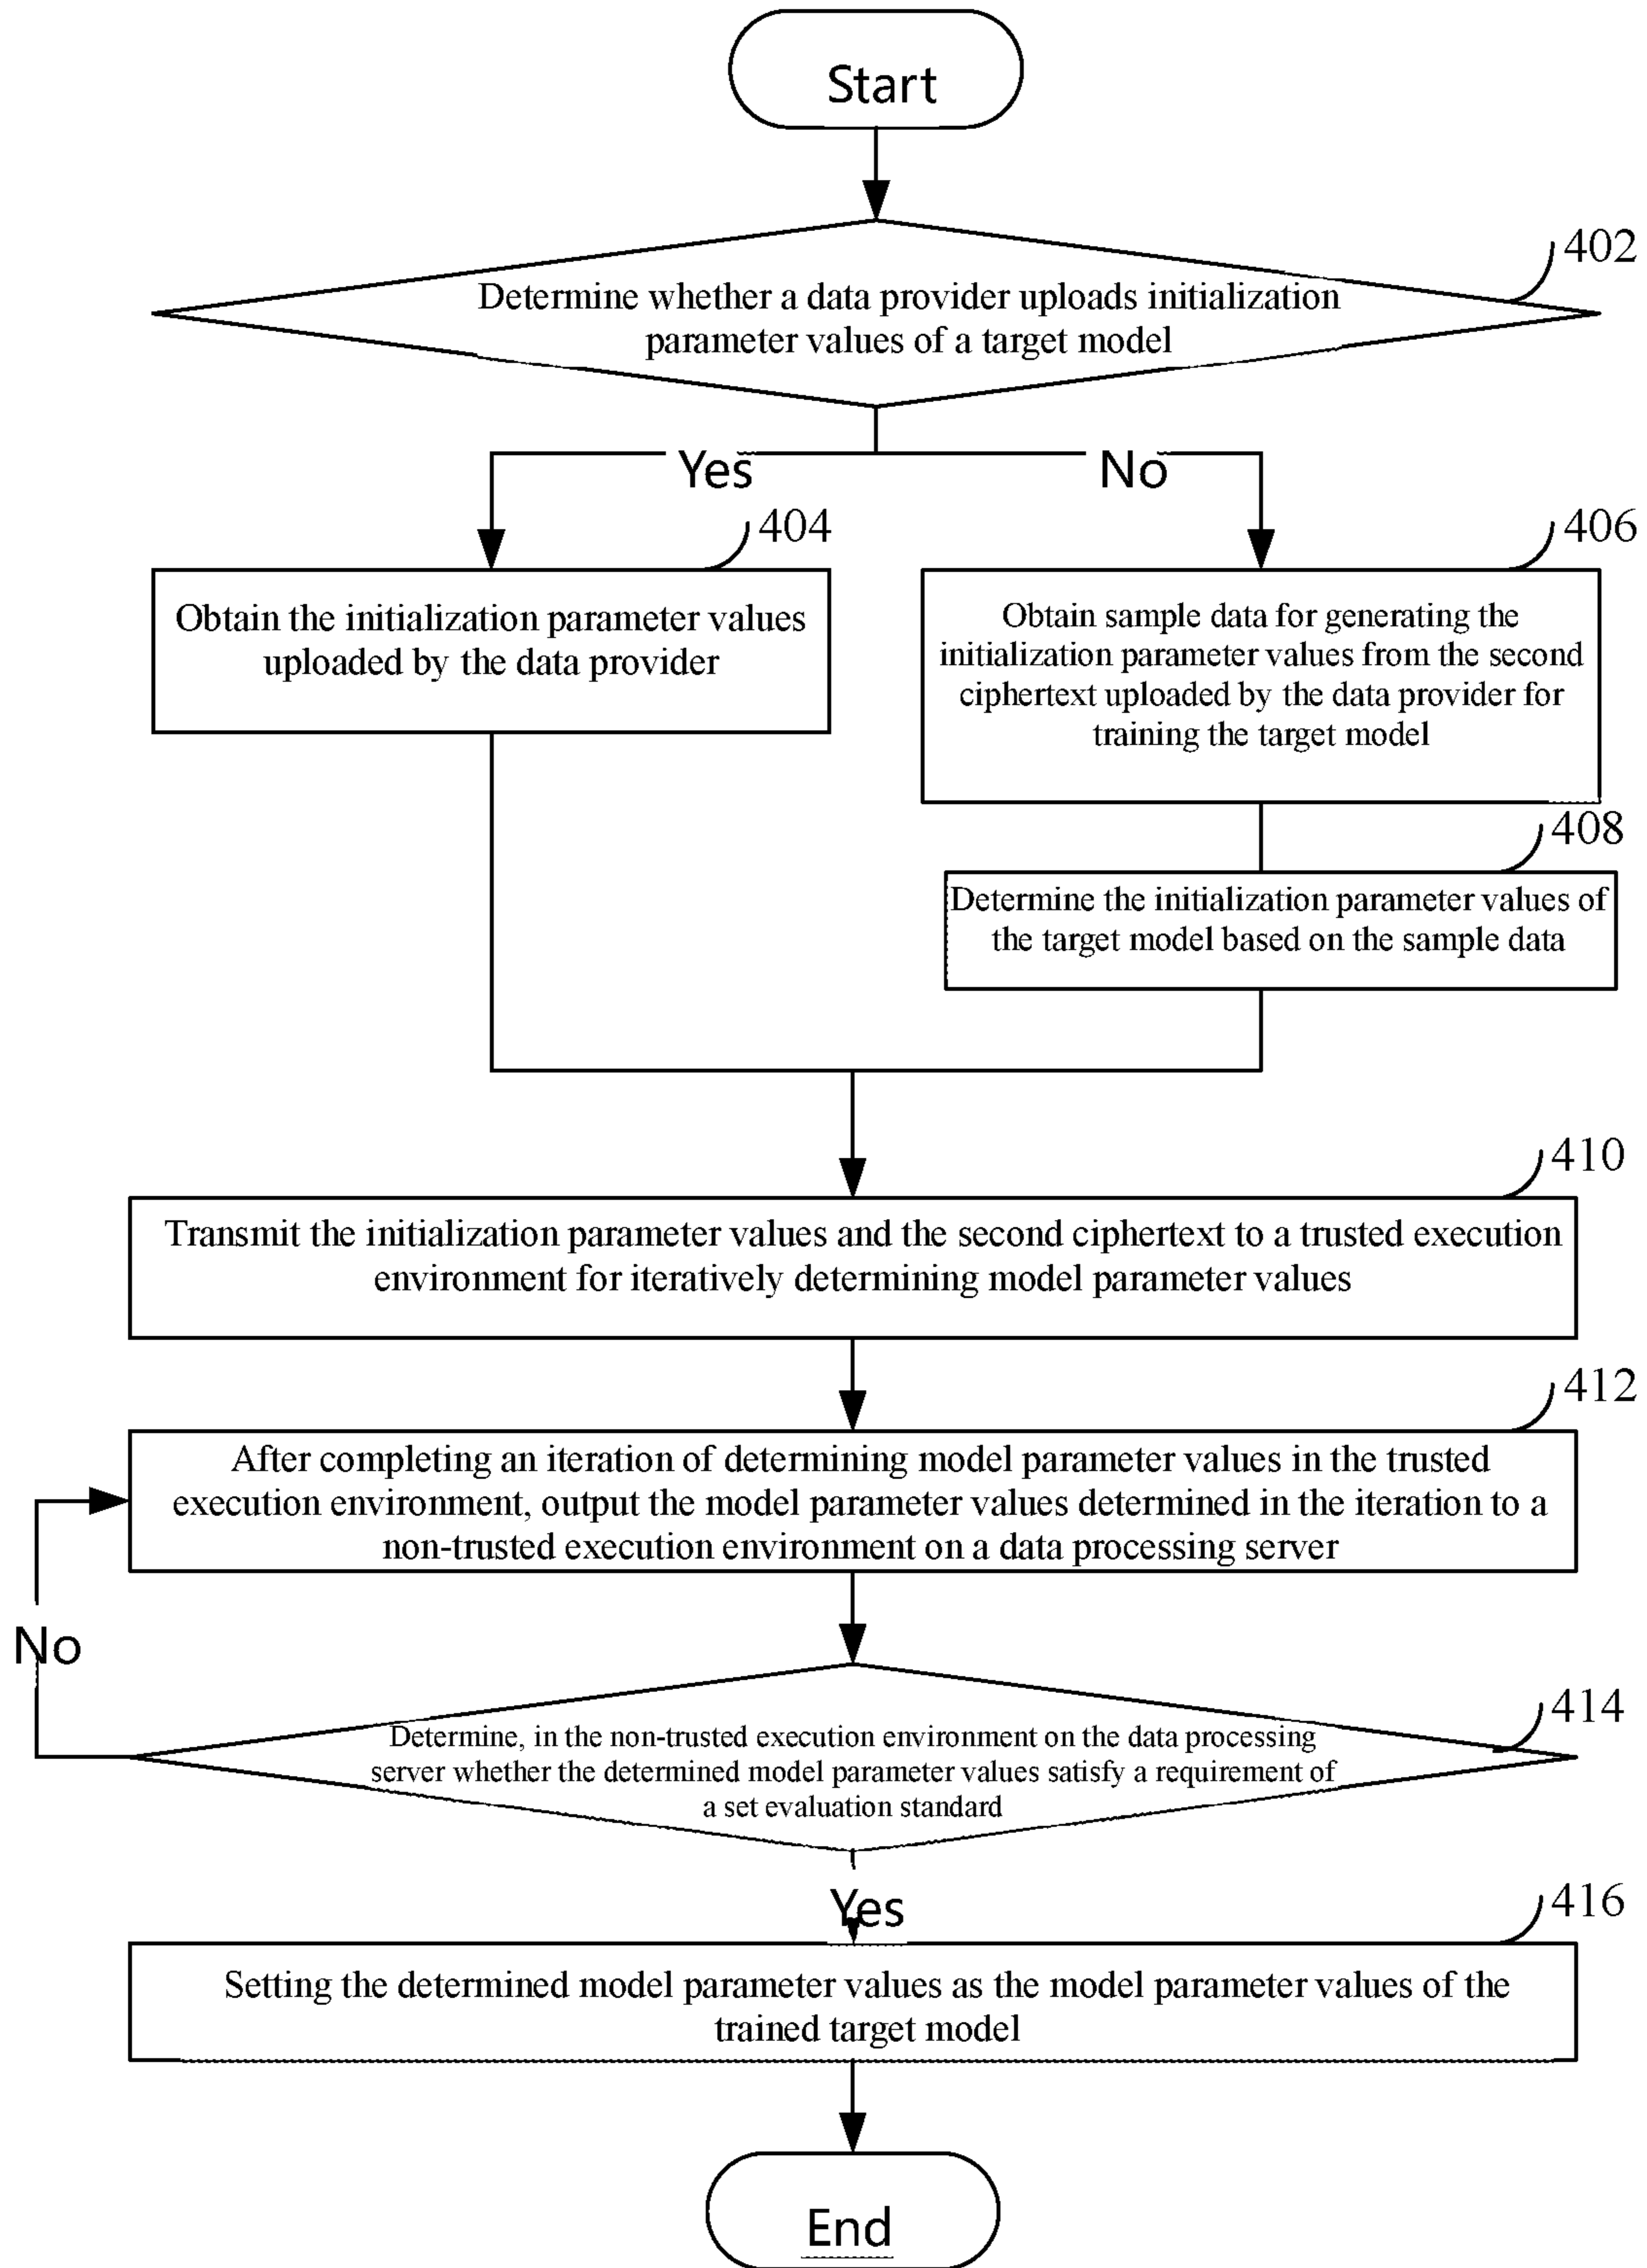 Start
402
Determine whether a data provider uploads initialization
parameter values of a target model
Yes
No
404
Obtain the initialization parameter values
uploaded by the data provider
406
Obtain sample data for generating the
initialization parameter values from the second
ciphertext uploaded by the data provider for
training the target model
408
Determine the initialization parameter values of
the target model based on the sample data
410
Transmit the initialization parameter values and the second ciphertext to a trusted execution
environment for iteratively determining model parameter values
412
After completing an iteration of determining model parameter values in the trusted
execution environment, output the model parameter values determined in the iteration to a
non-trusted execution environment on a data processing server
No
414
Determine, in the non-trusted execution environment on the data processing
server whether the determined model parameter values satisfy a requirement of
a set evaluation standard
Yes
416
Setting the determined model parameter values as the model parameter values of the
trained target model
End